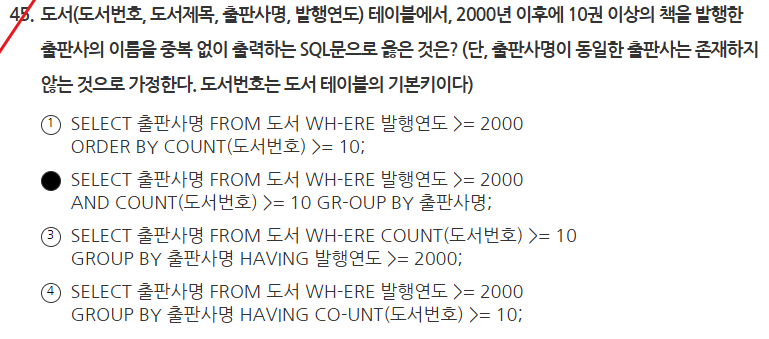 45. 도서(도서번호, 도서제목, 출판사명, 발행연도) 테이블에서, 2000년 이후에 10권 이상의 책을 발행한
출판사의 이름을 중복 없이 출력하는 SQL문으로 옳은 것은? (단, 출판사명이 동일한 출판사는 존재하지
않는 것으로 가정한다. 도서번호는 도서 테이블의 기본키이다)
① SELECT 출판사명 FROM 도서 WH-ERE 발행연도 >= 2000
ORDER BY COUNT(도서번호) >= 10;
● SELECT 출판사명 FROM 도서 WH-ERE 발행연도 >= 2000
AND COUNT(도서번호) >= 10 GR-OUP BY 출판사명;
③ SELECT 출판사명 FROM 도서 WH-ERE COUNT(도서번호) >= 10
GROUP BY 출판사명 HAVING 발행연도 >= 2000;
④ SELECT 출판사명 FROM 도서 WH-ERE 발행연도 >= 2000
GROUP BY 출판사명 HAVING CO-UNT(도서번호) >= 10;